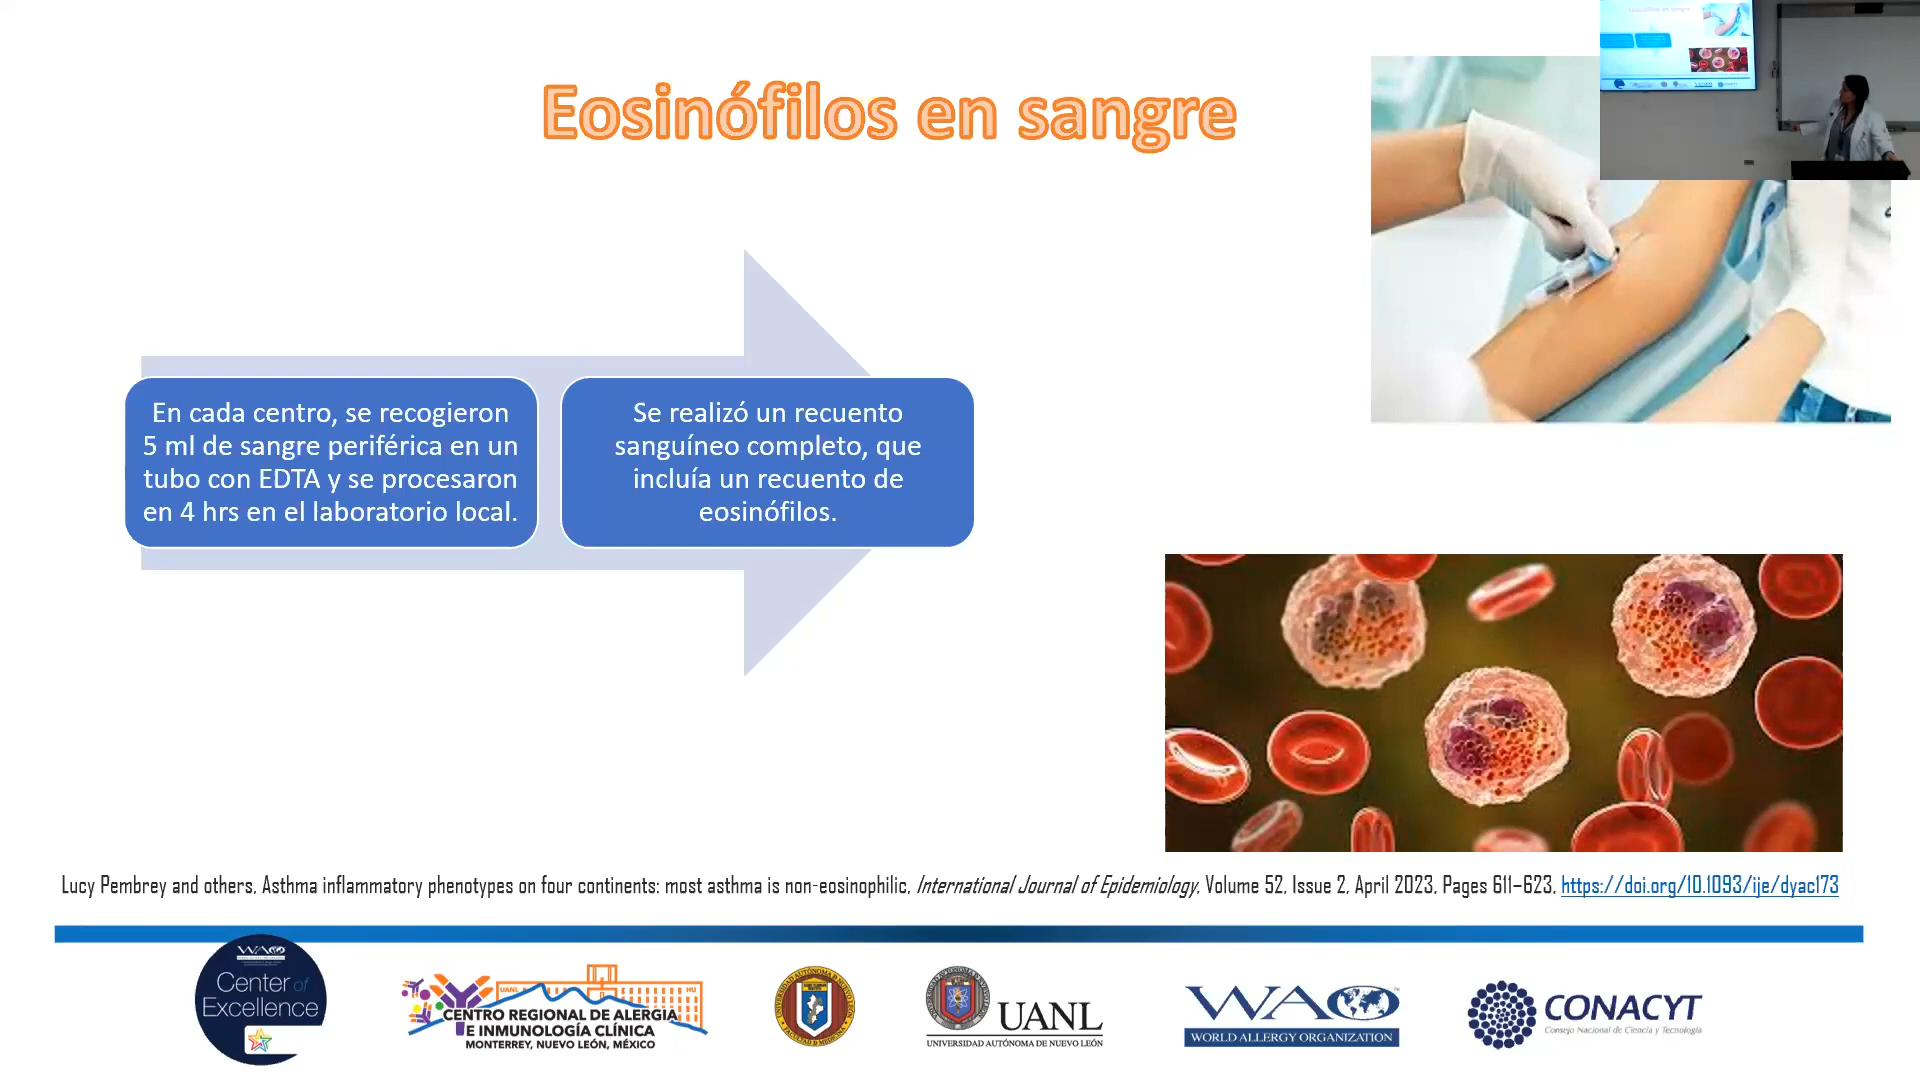 Eosinófilos en sangre
En cada centro, se recogieron
5 ml de sangre periférica en un
tubo con EDTA y se procesaron
en 4 hrs en el laboratorio local.
Se realizó un recuento
sanguíneo completo, que
incluía un recuento de
eosinófilos.
Lucy Pembrey and others, Asthma inflammatory phenotypes on four continents: most asthma is non-eosinophilic, International Journal of Epidemiology, Volume 52, Issue 2, April 2023, Pages 611–623, https://doi.org/10.1093/ije/dyac173
WAO
Center of
Excellence
UANL
HU
CENTRO REGIONAL DE ALERGIA
E INMUNOLOGÍA CLÍNICA
MONTERREY, NUEVO LEÓN, MÉXICO
UANL
UNIVERSIDAD AUTÓNOMA DE NUEVO LEÓN
WAO
WORLD ALLERGY ORGANIZATION
CONACYT
Consejo Nacional de Ciencia y Tecnología